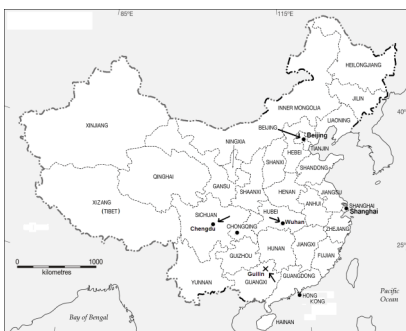 85°E
115°E
HEILONGJIANG
JILIN
INNER MONGOLIA
LIAONING
40°
40°N
XINJIANG
BEIJING
Beijing
TIANJIN
HEBEI
NINGXIA
SHANXI
SHANDONG
QINGHAI
GANSU
SHAANXI
HENAN
JIANGSU
ANHUI
SHANGHAI
Shanghai
XIZANG
(TIBET)
SICHUAN
HUBEI
Wuhan
Chengdu
CHONGQING
ZHEJIANG
0
1000
kilometres
HUNAN
JIANGXI
GUIZHOU
FUJIAN
25°
Guilin
YUNNAN
GUANGXI
GUANGDONG
HONG
KONG
Pacific
Ocean
Bay of Bengal
HAINAN